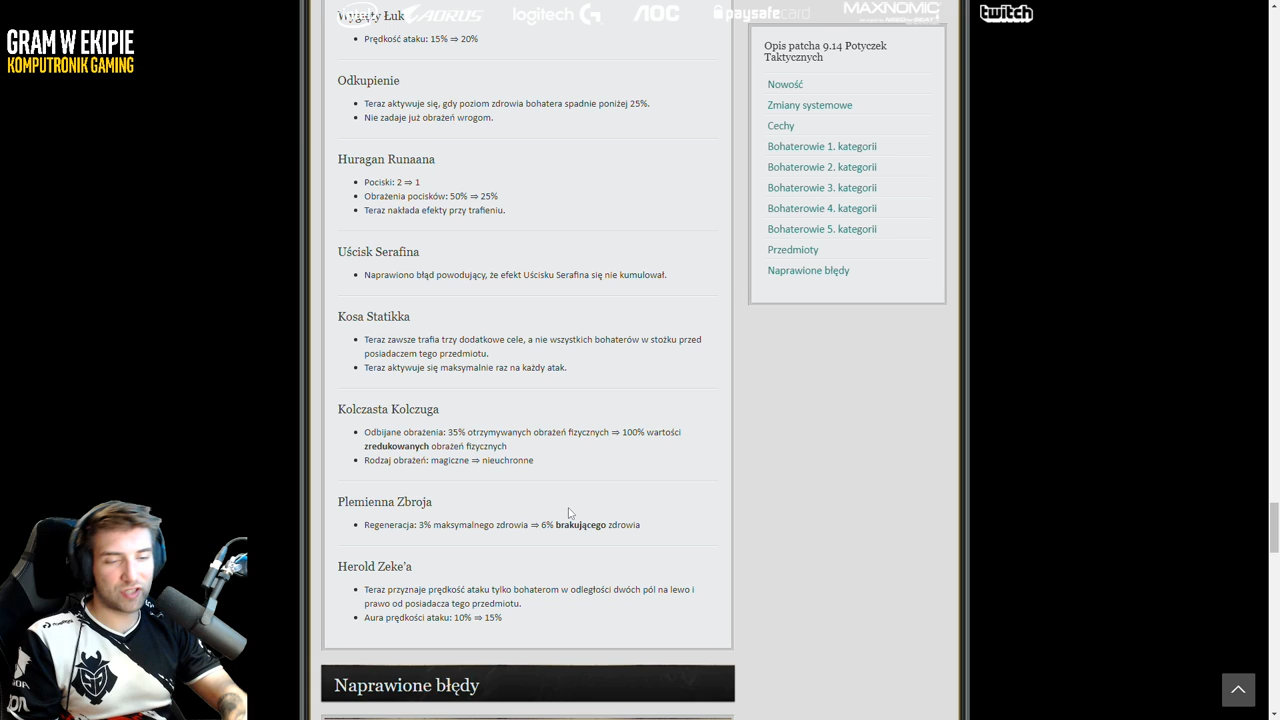 GRAM W EKIPIE
KOMPUTRONIK GAMING
AORUS
logitech G
AOC
paysafecard
MAXNOMIC
twitch
Wygięty Łuk
Prędkość ataku: 15% ⇒ 20%
Odkupienie
Teraz aktywuje się, gdy poziom zdrowia bohatera spadnie poniżej 25%.
Nie zadaje już obrażeń wrogom.
Huragan Runaana
Pociski: 2 ⇒ 1
Obrażenia pocisków: 50% ⇒ 25%
Teraz nakłada efekty przy trafieniu.
Uścisk Serafina
Naprawiono błąd powodujący, że efekt Uścisku Serafina się nie kumulował.
Kosa Statikka
Teraz zawsze trafia trzy dodatkowe cele, a nie wszystkich bohaterów w stożku przed
posiadaczem tego przedmiotu.
Teraz aktywuje się maksymalnie raz na każdy atak.
Kolczasta Kolczuga
Odbijane obrażenia: 35% otrzymywanych obrażeń fizycznych ⇒ 100% wartości
zredukowanych obrażeń fizycznych
Rodzaj obrażeń: magiczne ⇒ nieuchronne
Plemienna Zbroja
Regeneracja: 3% maksymalnego zdrowia ⇒ 6% brakującego zdrowia
Herold Zeke'a
Teraz przyznaje prędkość ataku tylko bohaterom w odległości dwóch pól na lewo i
prawo od posiadacza tego przedmiotu.
Aura prędkości ataku: 10% ⇒ 15%
Naprawione błędy
Opis patcha 9.14 Potyczek
Taktycznych
Nowość
Zmiany systemowe
Cechy
Bohaterowie 1. kategorii
Bohaterowie 2. kategorii
Bohaterowie 3. kategorii
Bohaterowie 4. kategorii
Bohaterowie 5. kategorii
Przedmioty
Naprawione błędy